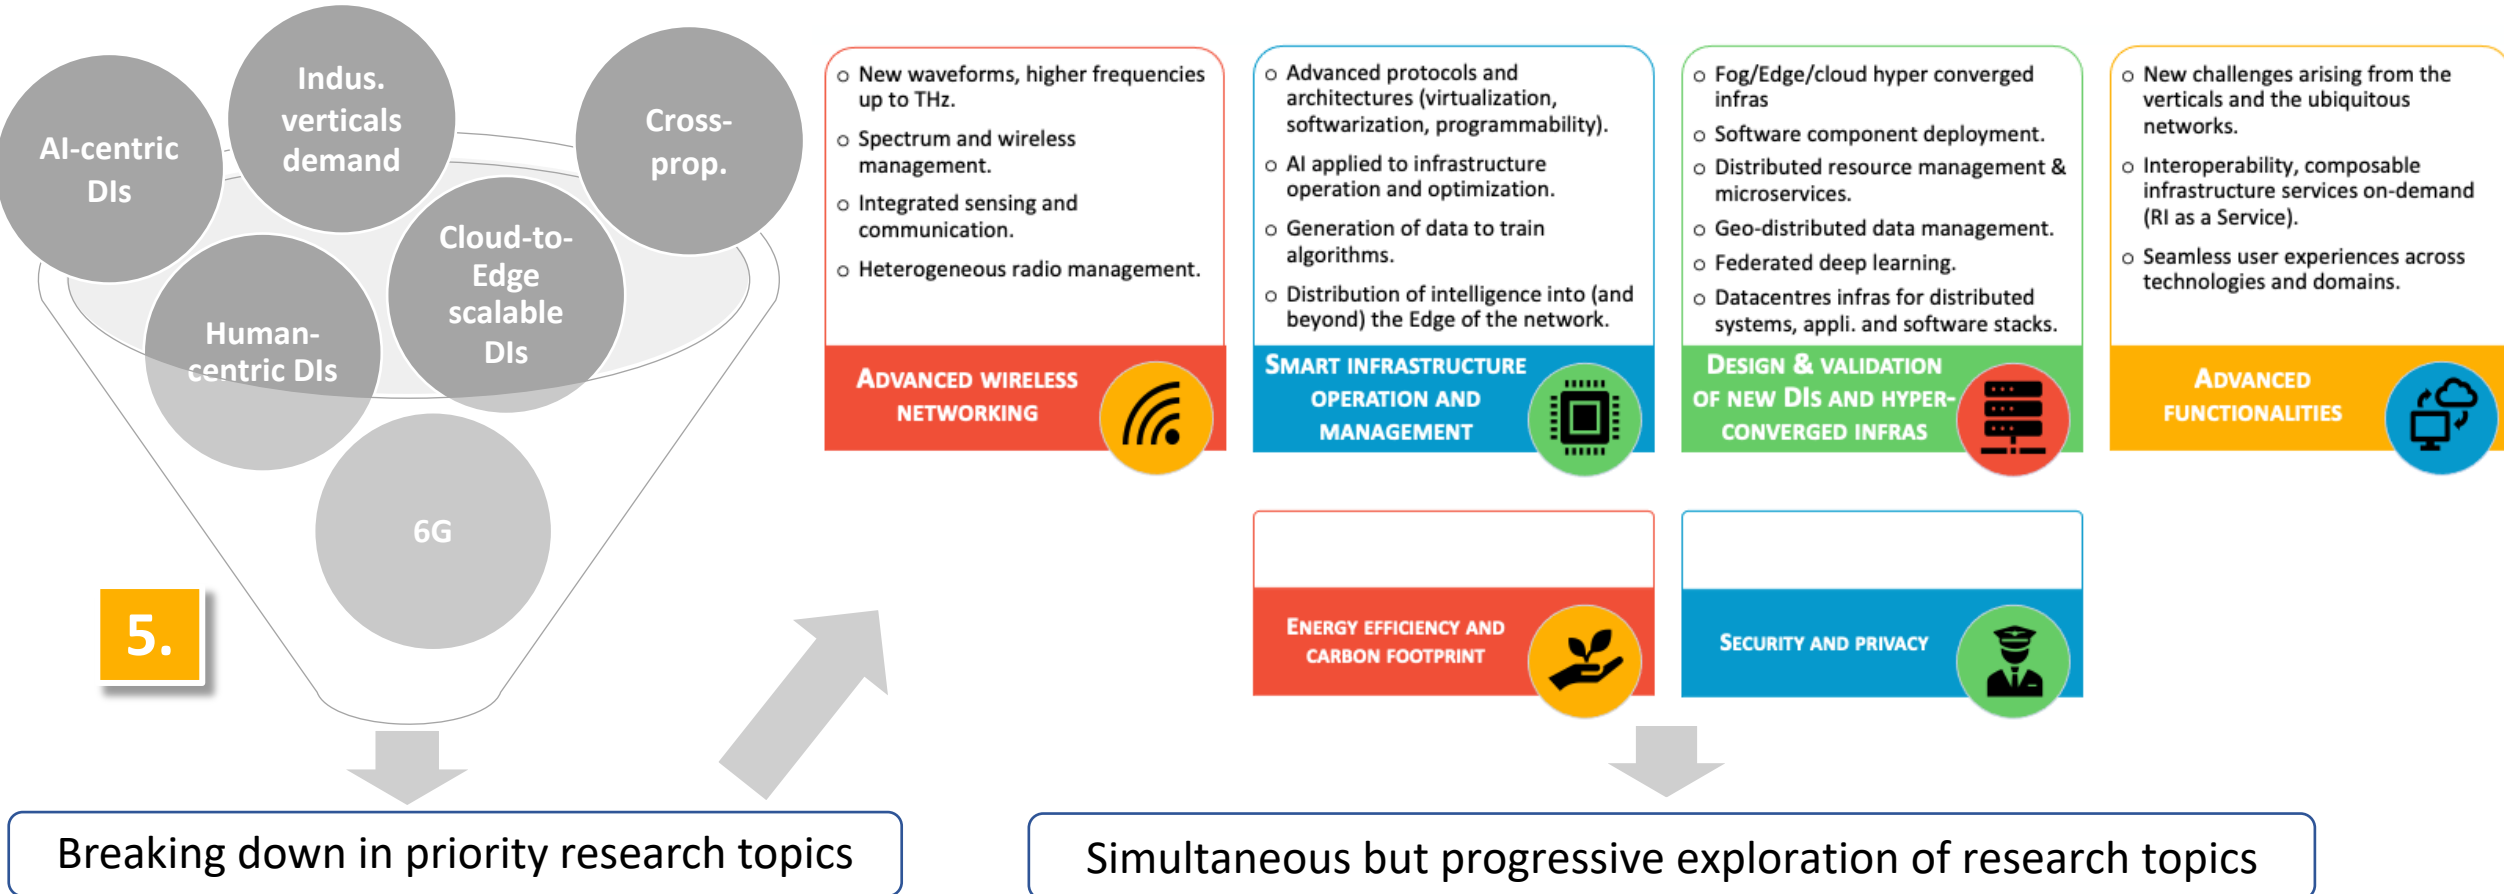 AI-centric
DIs
Indus.
verticals
demand
Cross-
prop.
Human-
centric DIs
Cloud-to-
Edge
scalable
DIs
6G
5.
Breaking down in priority research topics
○ New waveforms, higher frequencies
up to THz.
○ Spectrum and wireless
management.
○ Integrated sensing and
communication.
○ Heterogeneous radio management.
ADVANCED WIRELESS
NETWORKING
○ Advanced protocols and
architectures (virtualization,
softwarization, programmability).
○ AI applied to infrastructure
operation and optimization.
○ Generation of data to train
algorithms.
○ Distribution of intelligence into (and
beyond) the Edge of the network.
SMART INFRASTRUCTURE
OPERATION AND
MANAGEMENT
○ Fog/Edge/cloud hyper converged
infras
○ Software component deployment.
○ Distributed resource management &
microservices.
○ Geo-distributed data management.
○ Federated deep learning.
○ Datacentres infras for distributed
systems, appli. and software stacks.
DESIGN & VALIDATION
OF NEW DIS AND HYPER-
CONVERGED INFRAS
○ New challenges arising from the
verticals and the ubiquitous
networks.
○ Interoperability, composable
infrastructure services on-demand
(RI as a Service).
○ Seamless user experiences across
technologies and domains.
ADVANCED
FUNCTIONALITIES
ENERGY EFFICIENCY AND
CARBON FOOTPRINT
SECURITY AND PRIVACY
Simultaneous but progressive exploration of research topics